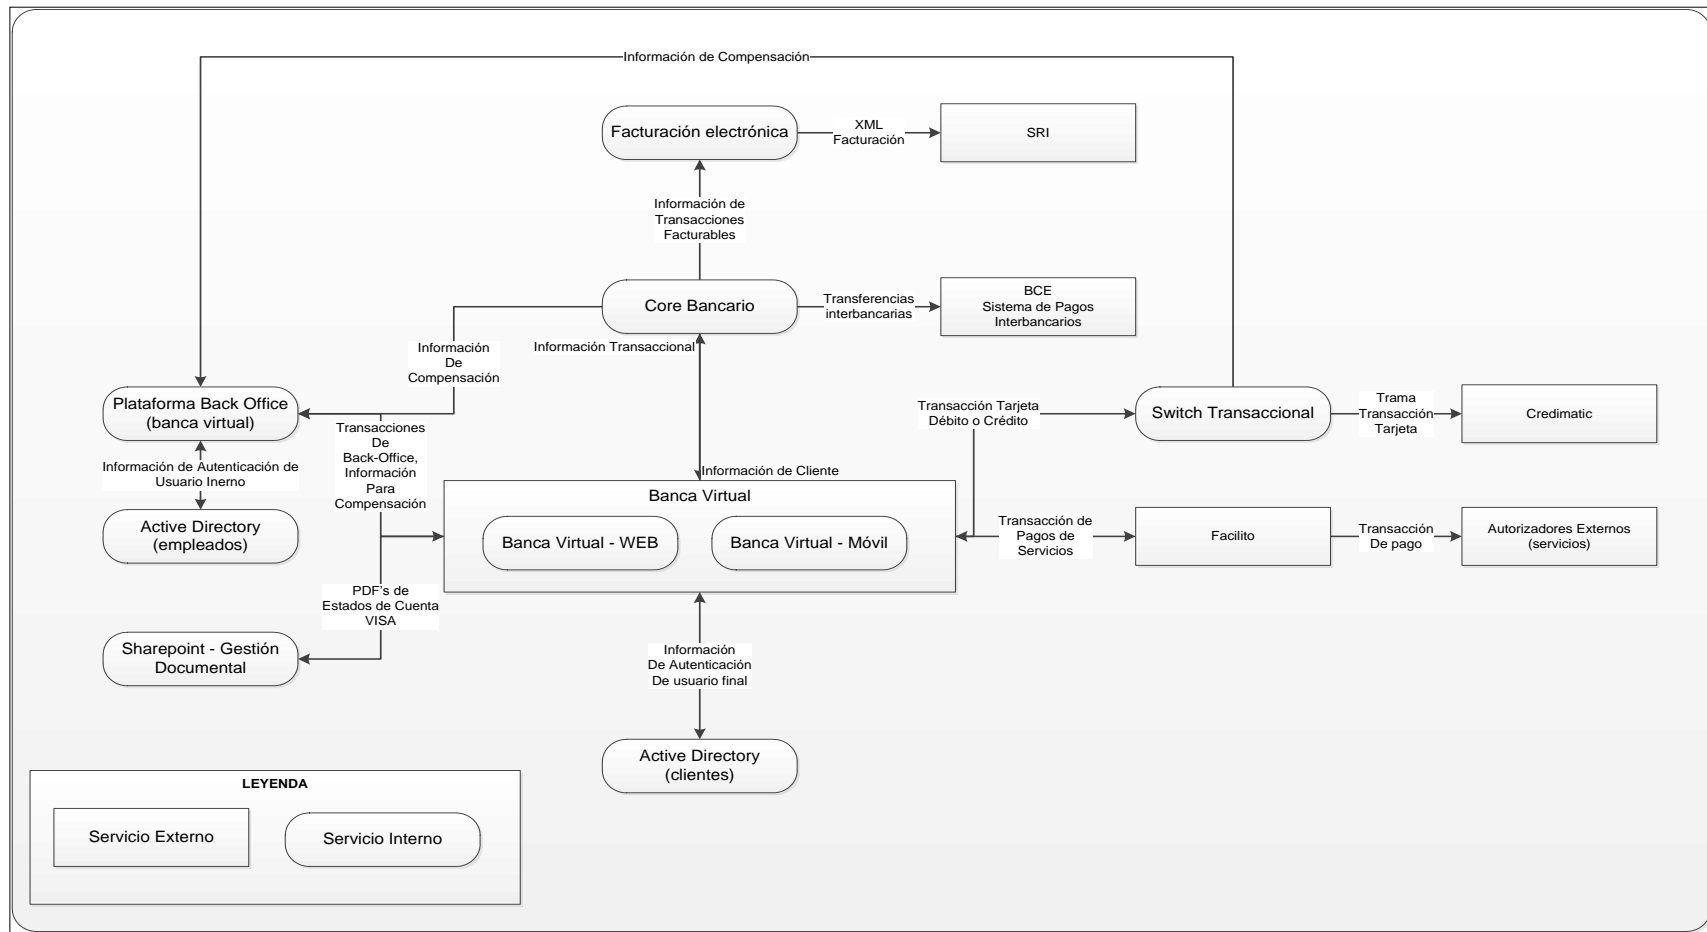 Información de Compensación
Facturación electrónica
XML
Facturación
SRI
Información de
Transacciones
Facturables
Core Bancario
Transferencias
interbancarias
BCE
Sistema de Pagos
Interbancarios
Información Transaccional
Información
De
Compensación
Plataforma Back Office
(banca virtual)
Transacciones
De
Back-Office,
Información
Para
Compensación
Transacción Tarjeta
Débito o Crédito
Switch Transaccional
Trama
Transacción
Tarjeta
Credimatic
Información de Autenticación de
Usuario Inerno
Información de Cliente
Banca Virtual
Banca Virtual - WEB
Banca Virtual - Móvil
Active Directory
(empleados)
Transacción de
Pagos de
Servicios
Facilito
Transacción
De pago
Autorizadores Externos
(servicios)
PDF's de
Estados de Cuenta
VISA
Sharepoint - Gestión
Documental
Información
De Autenticación
De usuario final
Active Directory
(clientes)
LEYENDA
Servicio Externo
Servicio Interno